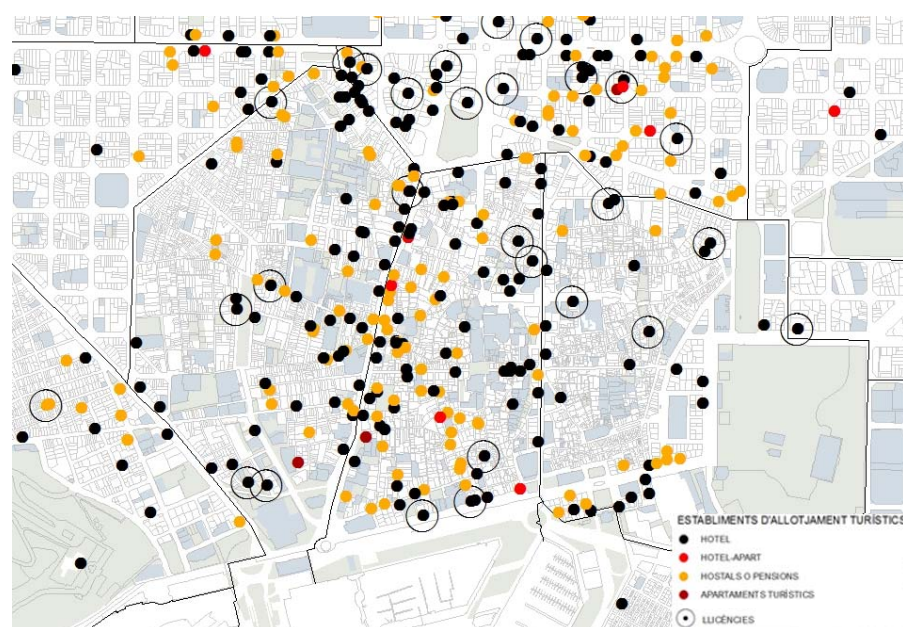 ESTABLIMENTS D'ALLOTJAMENT TURÍSTICS
HOTEL
HOTEL-APART
HOSTALS O PENSIONS
APARTAMENTS TURÍSTICS
LLICÈNCIES